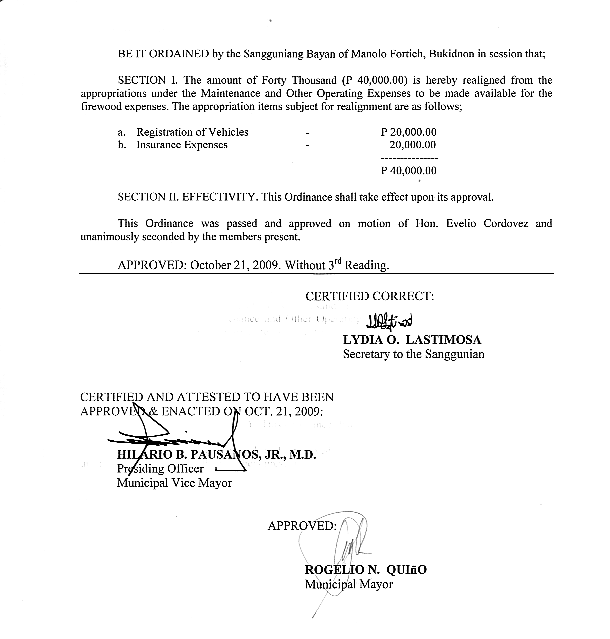 BE IT ORDAINED by the Sangguniang Bayan of Manolo Fortich, Bukidnon in session that;
SECTION I. The amount of Forty Thousand (P 40,000.00) is hereby realigned from the
appropriations under the Maintenance and Other Operating Expenses to be made available for the
firewood expenses. The appropriation items subject for realignment are as follows;
a. Registration of Vehicles - P 20,000.00
b. Insurance Expenses - 20,000.00
---------------
P 40,000.00
SECTION II. EFFECTIVITY. This Ordinance shall take effect upon its approval.
This Ordinance was passed and approved on motion of Hon. Evelio Cordovez and
unanimously seconded by the members present.
APPROVED: October 21, 2009. Without 3rd Reading.
CERTIFIED CORRECT:
LYDIA O. LASTIMOSA
Secretary to the Sanggunian
CERTIFIED AND ATTESTED TO HAVE BEEN
APPROVED & ENACTED ON OCT. 21, 2009:
HILARIO B. PAUSANOS, JR., M.D.
Presiding Officer
Municipal Vice Mayor
APPROVED:
ROGELIO N. QUIñO
Municipal Mayor